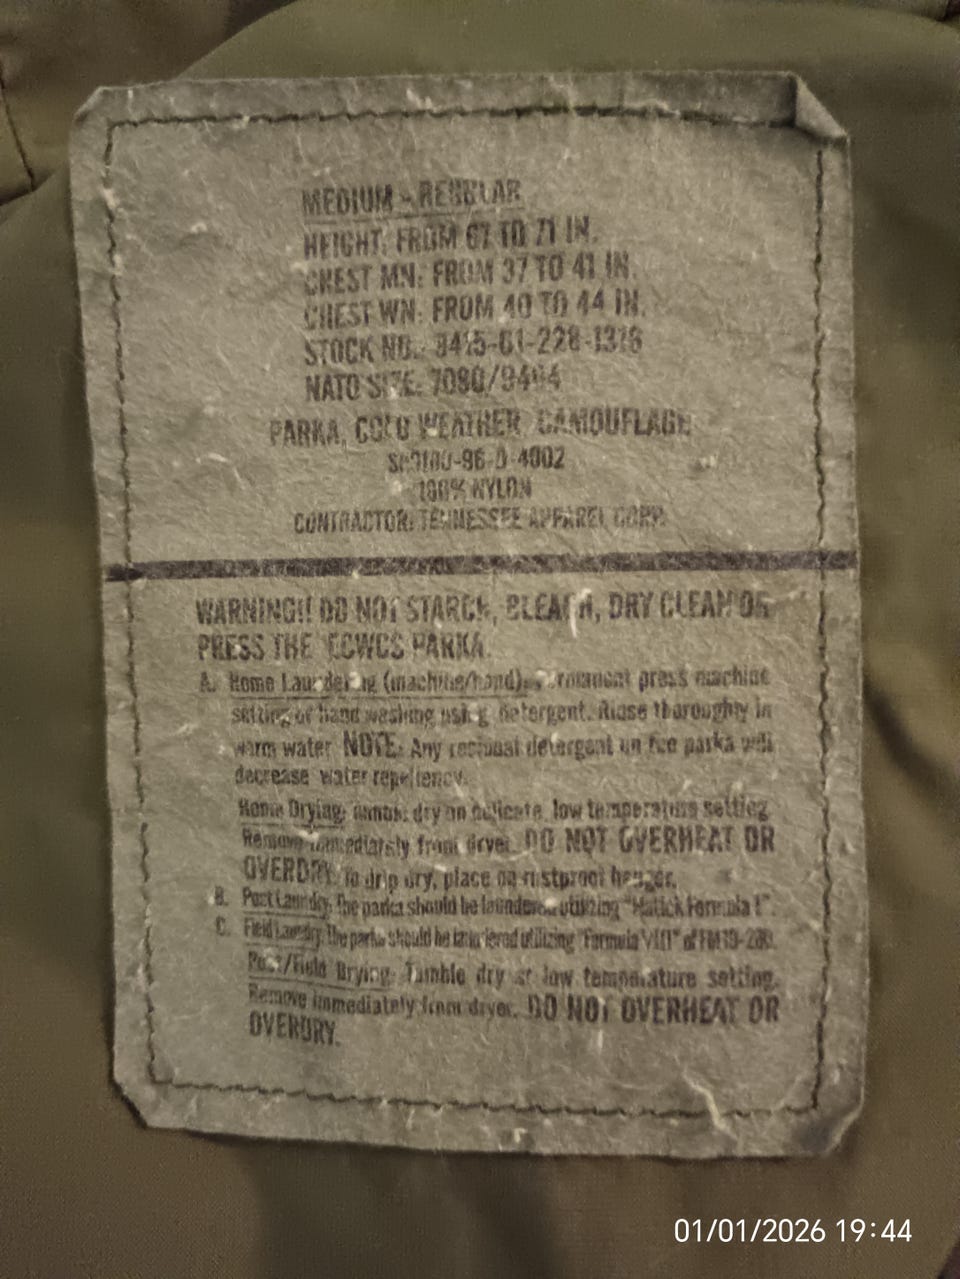 MEDIUM - REGULAR
HEIGHT: FROM 67 TO 71 IN.
CHEST MN: FROM 37 TO 41 IN.
CHEST WN: FROM 40 TO 44 IN.
STOCK NO.: 8415-01-228-1316
NATO SIZE: 7080/9404
PARKA, COLD WEATHER, CAMOUFLAGE
SP0100-96-D-4002
100% NYLON
CONTRACTOR: TENNESSEE APPAREL CORP.
WARNING!! DO NOT STARCH, BLEACH, DRY CLEAN OR
PRESS THE ECWCS PARKA.
A. Home Laundering (machine/hand): Permanent press machine
setting or hand washing using detergent. Rinse thoroughly in
warm water NOTE: Any residual detergent on the parka will
decrease water repellency.
Home Drying: Tumble dry on delicate, low temperature setting
Remove immediately from dryer. DO NOT OVERHEAT OR
OVERDRY. To drip dry, place on rustproof hanger.
B. Post Laundry: The parka should be laundered utilizing "Natick Formula 1".
C. Field Laundry: The parka should be laundered utilizing "Formula VIII" of FM10-280.
Post/Field Drying: Tumble dry at low temperature setting.
Remove immediately from dryer. DO NOT OVERHEAT OR
OVERDRY.
01/01/2026 19:44